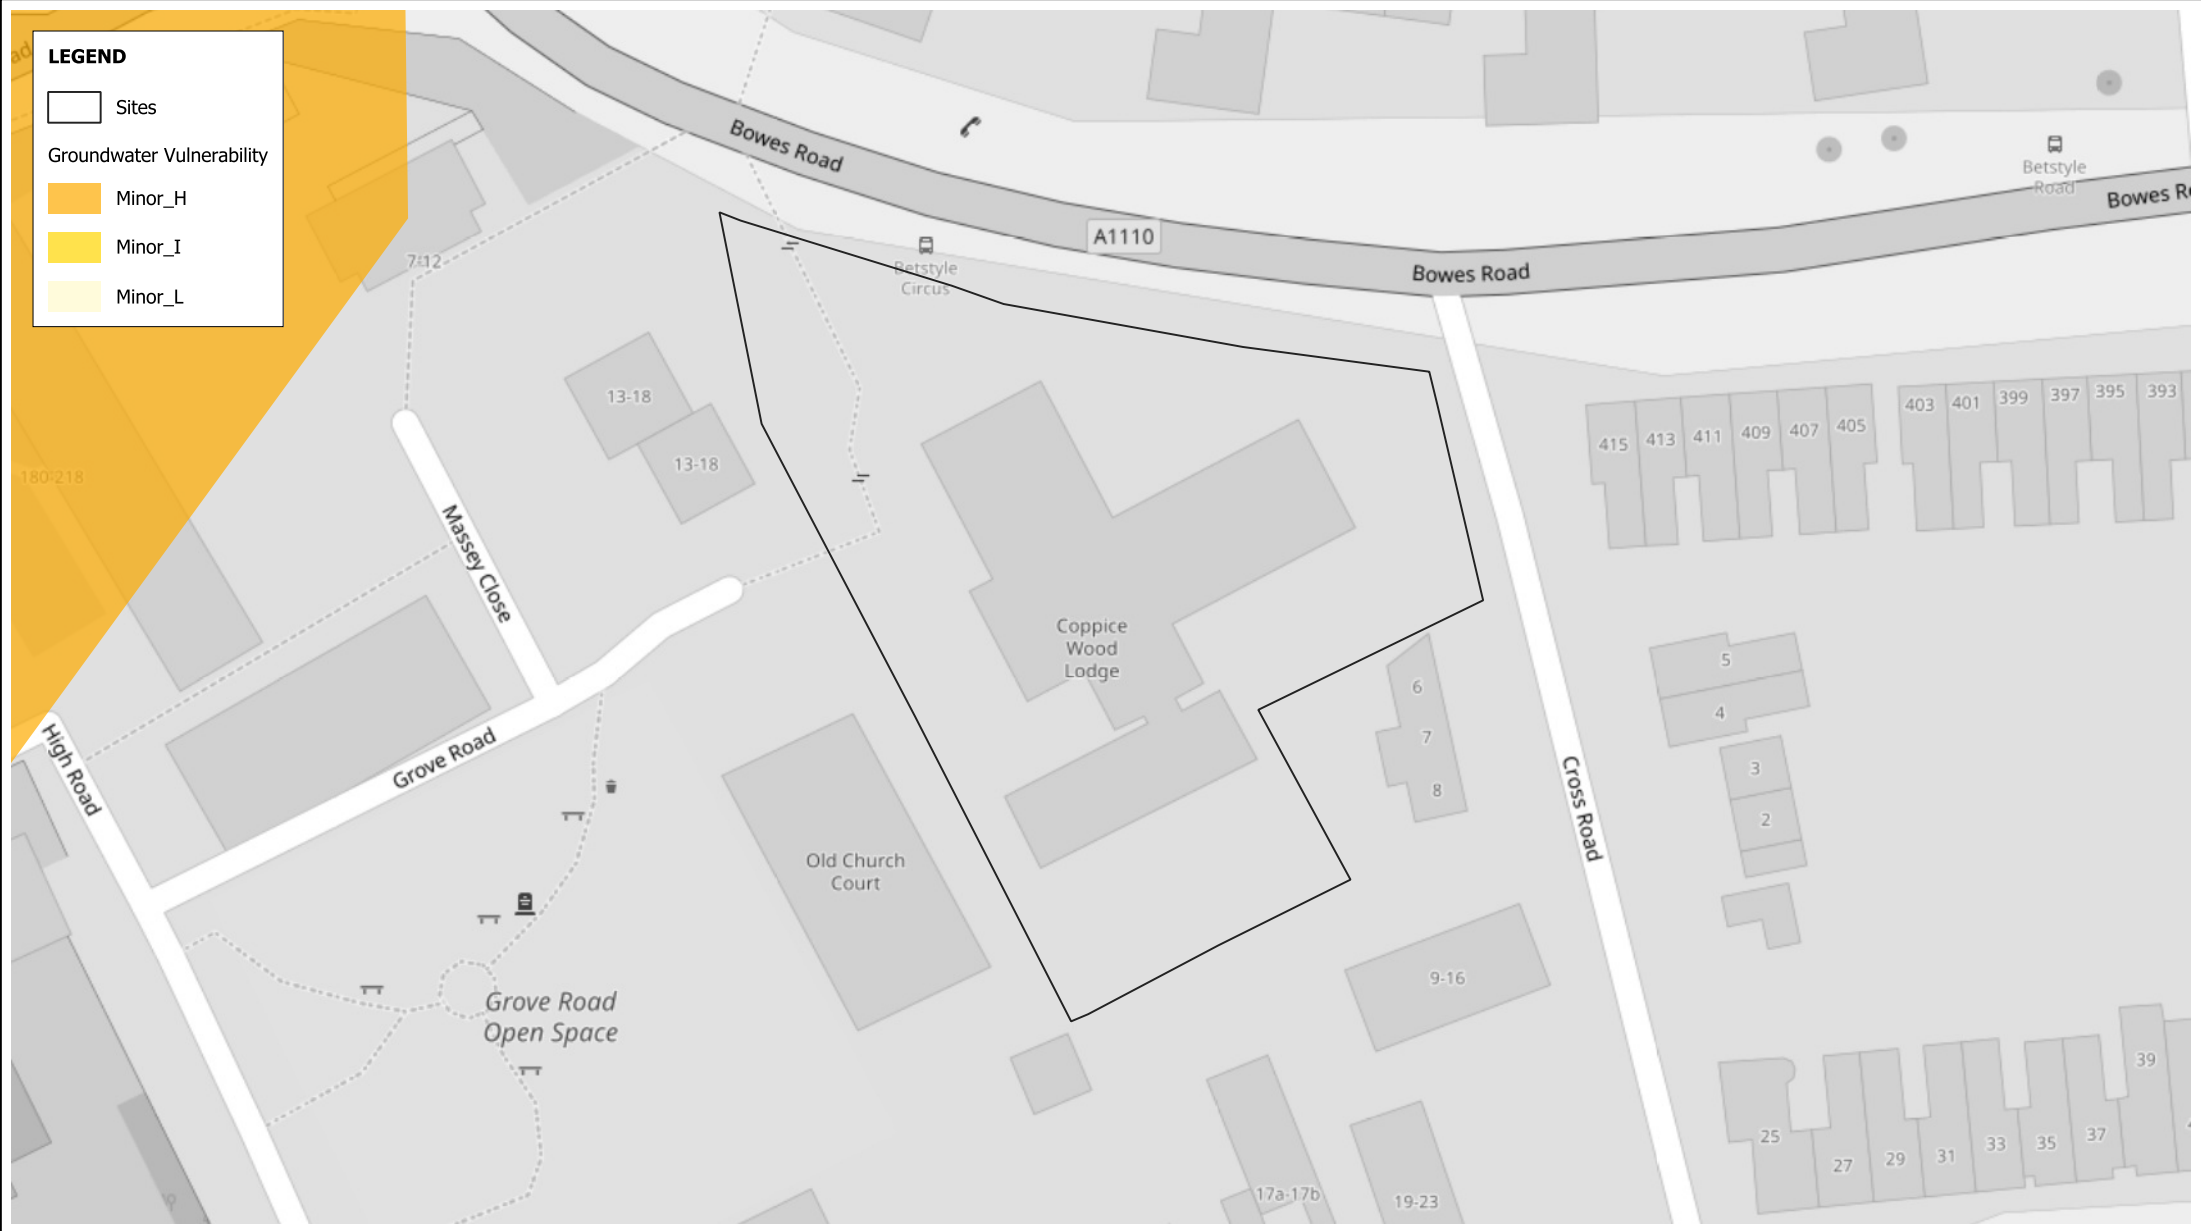 LEGEND
Sites
Groundwater Vulnerability
Minor_H
Minor_I
Minor_L
Bowes Road
A1110
Bowes Road
Betstyle
Road
Betstyle
Circus
7-12
13-18
13-18
180-218
Massey Close
415
413
411
409
407
405
403
401
399
397
395
393
Coppice
Wood
Lodge
High Road
Grove Road
Old Church
Court
Cross Road
6
7
8
5
4
3
2
9-16
Grove Road
Open Space
17a-17b
19-23
25
27
29
31
33
35
37
39